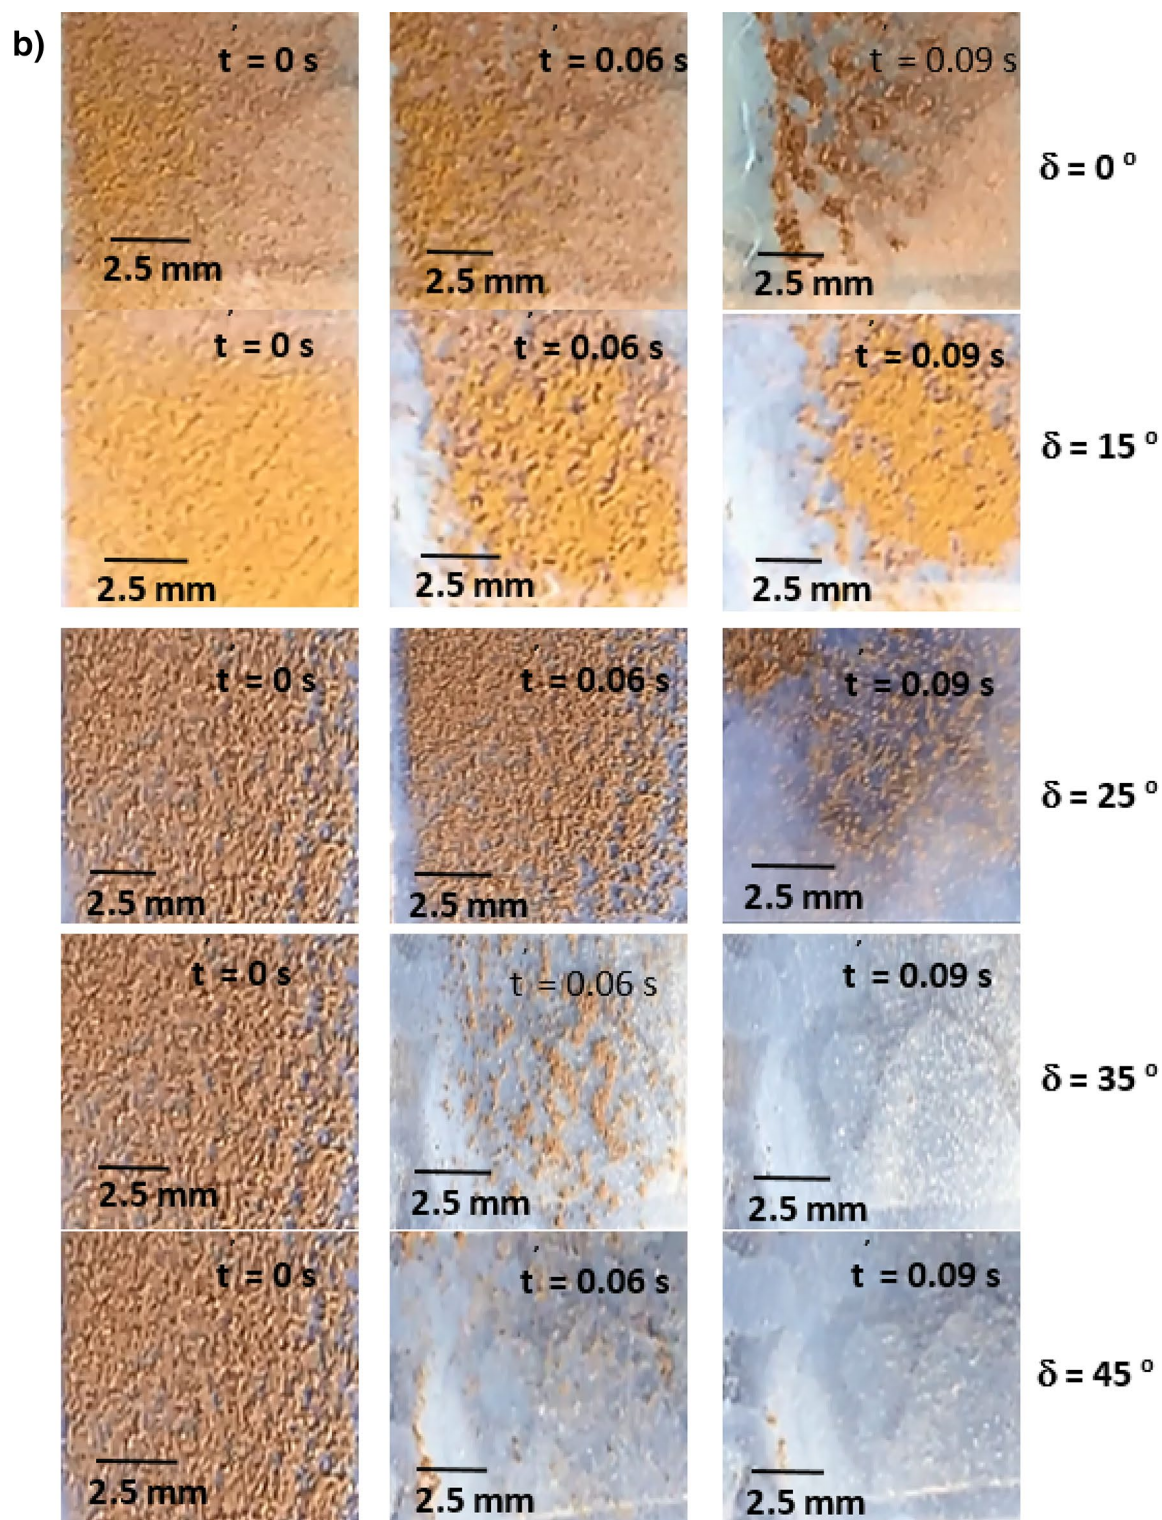 b)
t′ = 0 s
t′ = 0.06 s
t′ = 0.09 s
δ = 0 º
2.5 mm
2.5 mm
2.5 mm
t′ = 0 s
t′ = 0.06 s
t′ = 0.09 s
δ = 15 º
2.5 mm
2.5 mm
2.5 mm
t′ = 0 s
t′ = 0.06 s
t′ = 0.09 s
δ = 25 º
2.5 mm
2.5 mm
2.5 mm
t′ = 0 s
t′ = 0.06 s
t′ = 0.09 s
δ = 35 º
2.5 mm
2.5 mm
2.5 mm
t′ = 0 s
t′ = 0.06 s
t′ = 0.09 s
δ = 45 º
2.5 mm
2.5 mm
2.5 mm